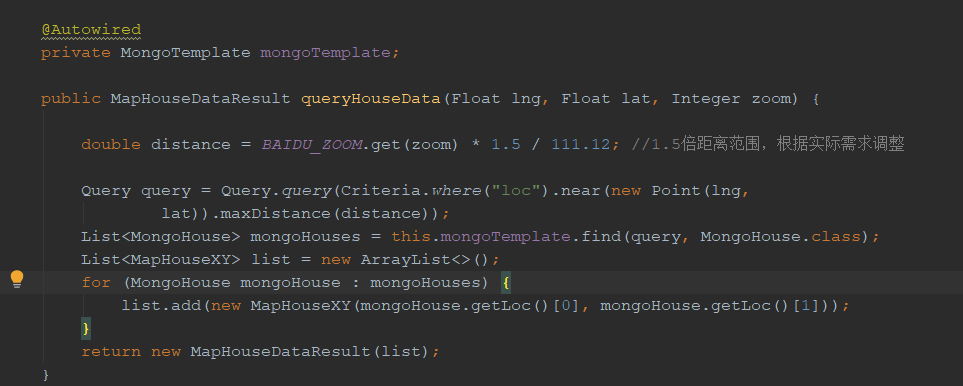 @Autowired
private MongoTemplate mongoTemplate;
public MapHouseDataResult queryHouseData(Float lng, Float lat, Integer zoom) {
double distance = BAIDU_ZOOM.get(zoom) * 1.5 / 111.12; //1.5倍距离范围，根据实际需求调整
Query query = Query.query(Criteria.where("loc").near(new Point(lng,
lat)).maxDistance(distance));
List<MongoHouse> mongoHouses = this.mongoTemplate.find(query, MongoHouse.class);
List<MapHouseXY> list = new ArrayList<>();
for (MongoHouse mongoHouse : mongoHouses) {
list.add(new MapHouseXY(mongoHouse.getLoc()[0], mongoHouse.getLoc()[1]));
}
return new MapHouseDataResult(list);
}